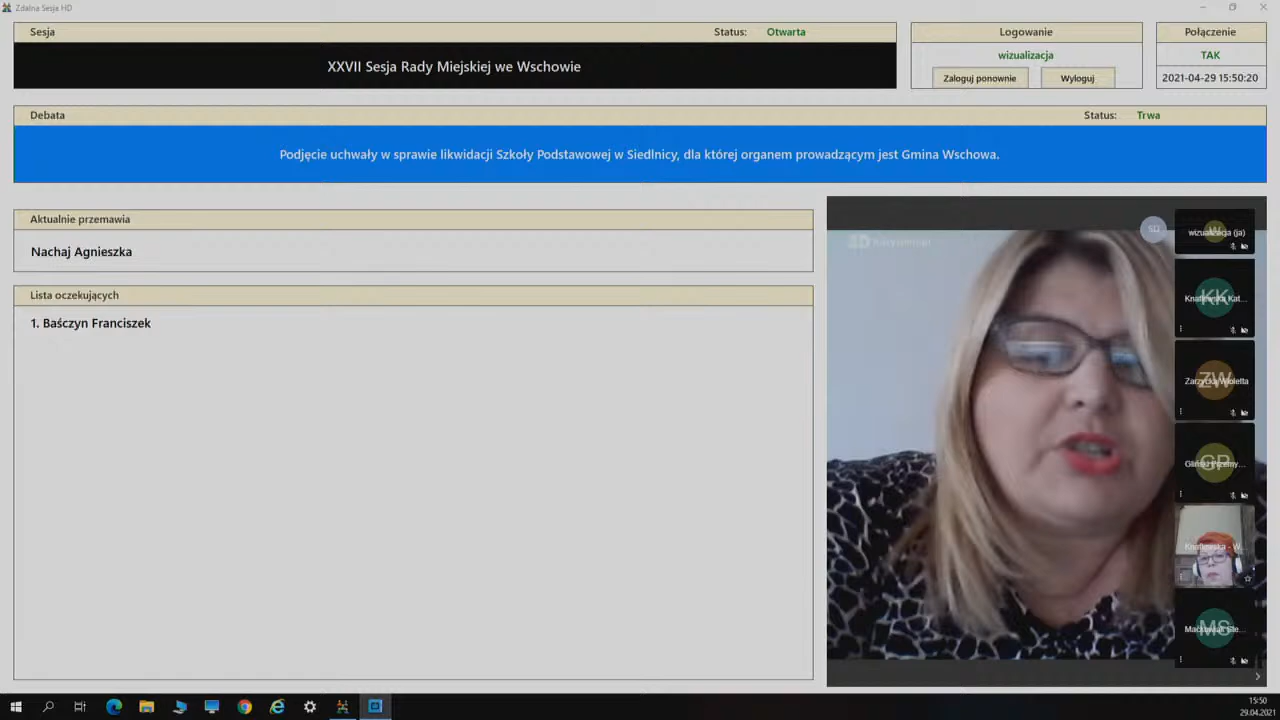 Zdalna Sesja HD
Sesja
Status: Otwarta
XXVII Sesja Rady Miejskiej we Wschowie
Logowanie
wizualizacja
Zaloguj ponownie
Wyloguj
Połączenie
TAK
2021-04-29 15:50:20
Debata
Status: Trwa
Podjęcie uchwały w sprawie likwidacji Szkoły Podstawowej w Siedlnicy, dla której organem prowadzącym jest Gmina Wschowa.
Aktualnie przemawia
Nachaj Agnieszka
Lista oczekujących
1. Baśczyn Franciszek
SD
wizualizacja (ja)
KK
ZW
Zarzycka Wioletta
GP
Knafkowska - W...
MS
15:50
29.04.2021